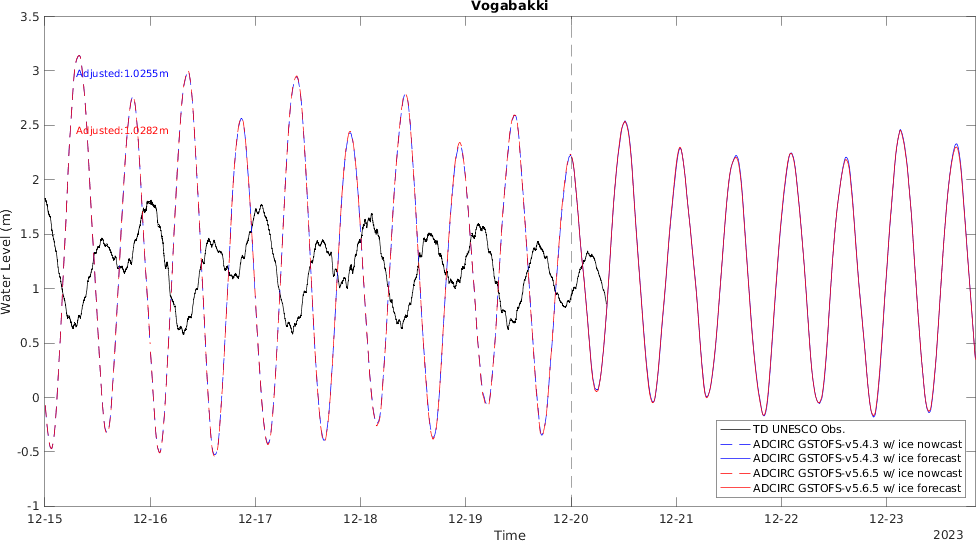 Vogabakki
3.5
3
2.5
2
1.5
1
0.5
0
-0.5
-1
Water Level (m)
Adjusted:1.0255m
Adjusted:1.0282m
TD UNESCO Obs.
ADCIRC GSTOFS-v5.4.3 w/ ice nowcast
ADCIRC GSTOFS-v5.4.3 w/ ice forecast
ADCIRC GSTOFS-v5.6.5 w/ ice nowcast
ADCIRC GSTOFS-v5.6.5 w/ ice forecast
12-15 12-16 12-17 12-18 12-19 12-20 12-21 12-22 12-23
Time
2023